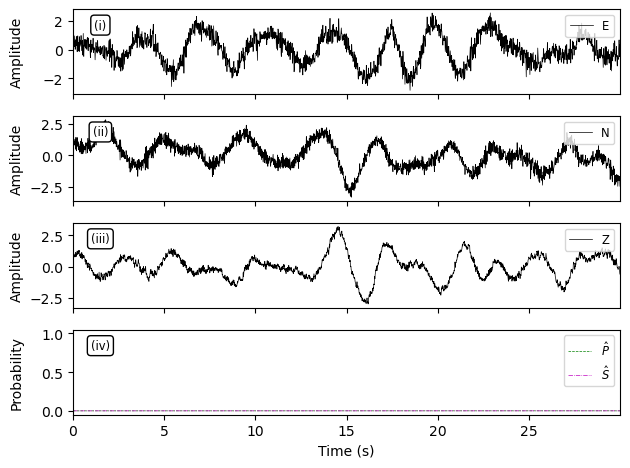 Amplitude
2
0
−2
(i)
E
Amplitude
2.5
0.0
−2.5
(ii)
N
Amplitude
2.5
0.0
−2.5
(iii)
Z
Probability
1.0
0.5
0.0
(iv)
P̂
Ŝ
0 5 10 15 20 25
Time (s)